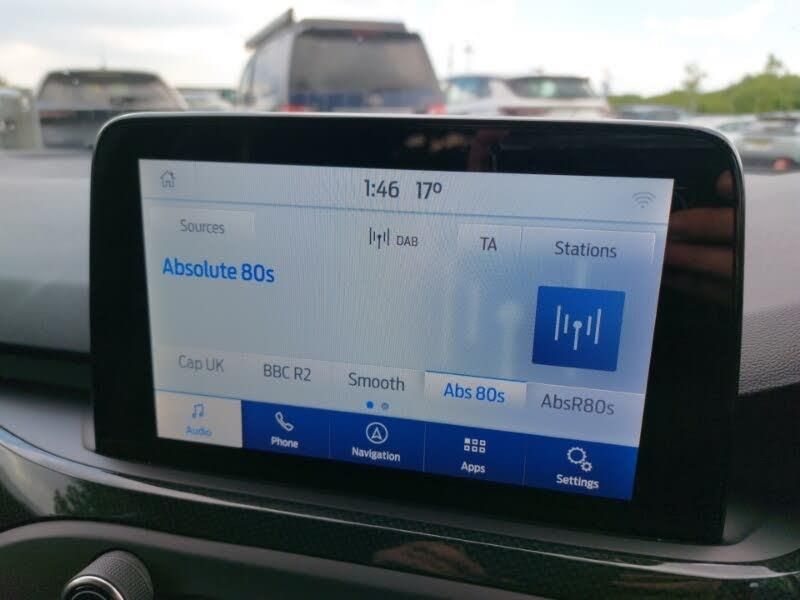 1:46 17º
Sources
DAB
TA
Stations
Absolute 80s
Cap UK
BBC R2
Smooth
Abs 80s
AbsR80s
Audio
Phone
Navigation
Apps
Settings